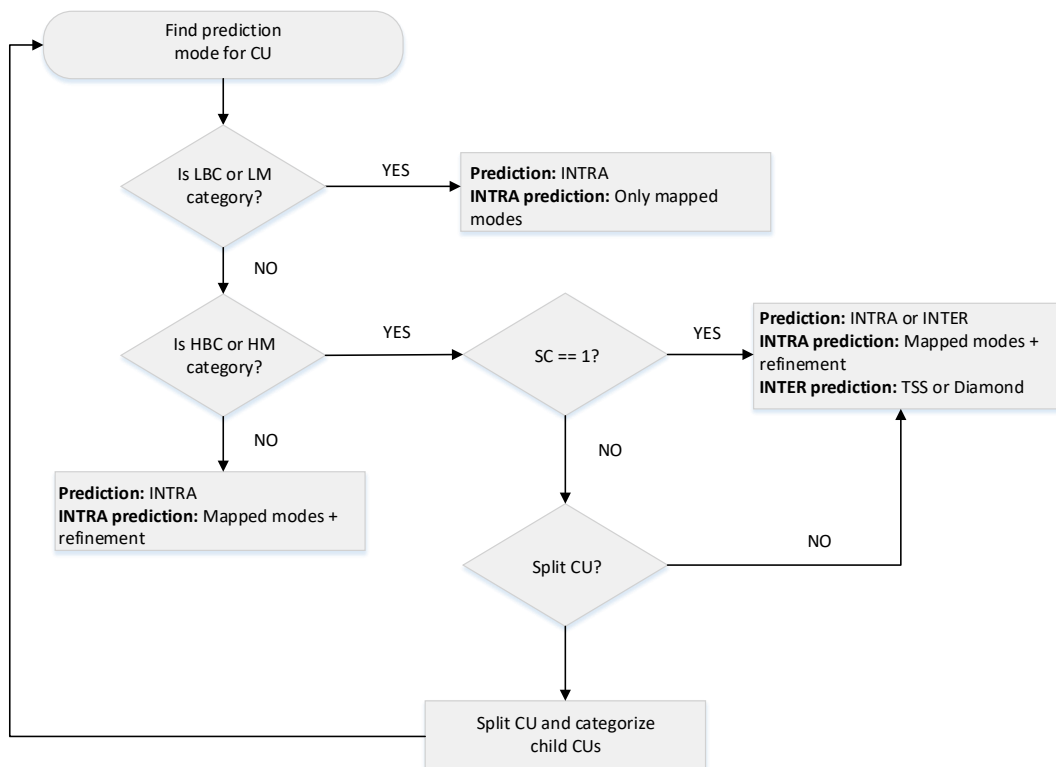 Find prediction
mode for CU
Is LBC or LM
category?
YES
Prediction: INTRA
INTRA prediction: Only mapped
modes
NO
Is HBC or HM
category?
YES
SC == 1?
YES
Prediction: INTRA or INTER
INTRA prediction: Mapped modes +
refinement
INTER prediction: TSS or Diamond
NO
NO
Prediction: INTRA
INTRA prediction: Mapped modes +
refinement
Split CU?
NO
Split CU and categorize
child CUs